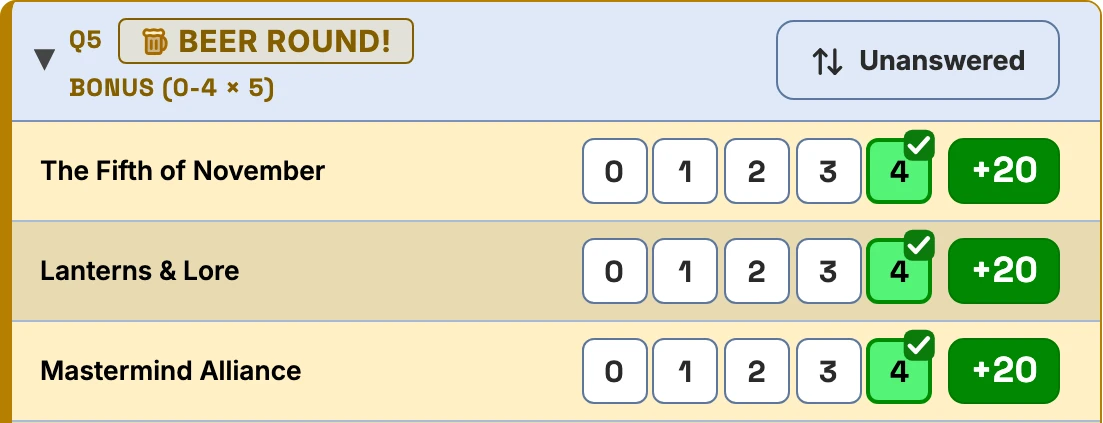 ▼ Q5 🍺 BEER ROUND!
BONUS (0-4 × 5)
Unanswered
The Fifth of November 0 1 2 3 4 +20
Lanterns & Lore 0 1 2 3 4 +20
Mastermind Alliance 0 1 2 3 4 +20